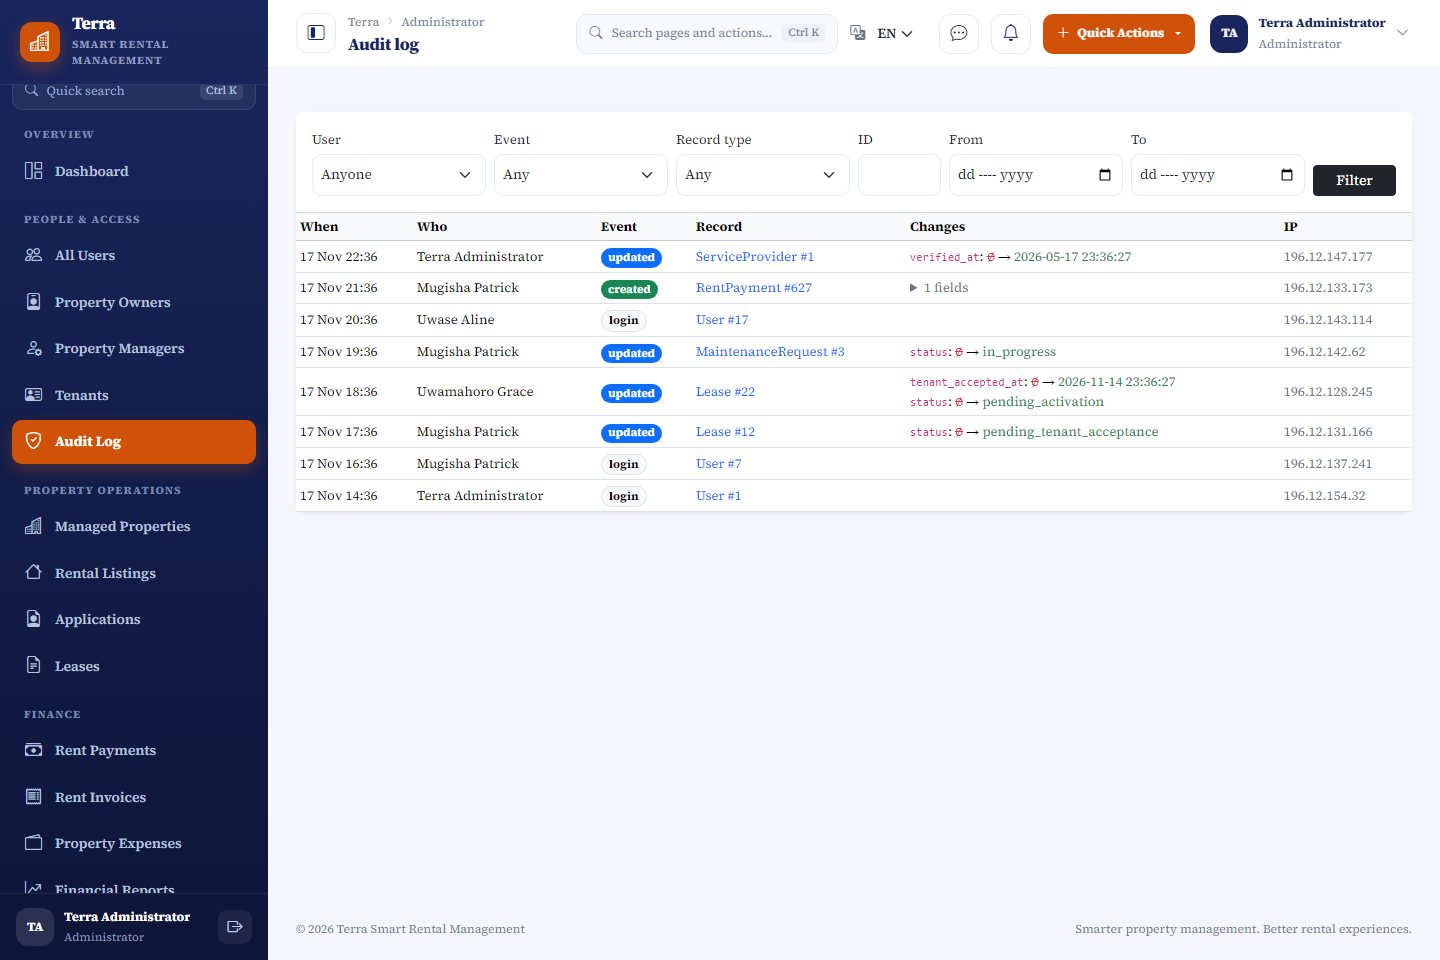 Terra
SMART RENTAL
MANAGEMENT
Quick search Ctrl K
OVERVIEW
Dashboard
PEOPLE & ACCESS
All Users
Property Owners
Property Managers
Tenants
Audit Log
PROPERTY OPERATIONS
Managed Properties
Rental Listings
Applications
Leases
FINANCE
Rent Payments
Rent Invoices
Property Expenses
Financial Reports
TA Terra Administrator
Administrator
Terra > Administrator
Audit log
Search pages and actions... Ctrl K
EN
+ Quick Actions
TA Terra Administrator
Administrator
User Event Record type ID From To
Anyone Any Any dd ---- yyyy dd ---- yyyy Filter
When Who Event Record Changes IP
17 Nov 22:36 Terra Administrator updated ServiceProvider #1 verified_at: ∅ → 2026-05-17 23:36:27 196.12.147.177
17 Nov 21:36 Mugisha Patrick created RentPayment #627 ▶ 1 fields 196.12.133.173
17 Nov 20:36 Uwase Aline login User #17 196.12.143.114
17 Nov 19:36 Mugisha Patrick updated MaintenanceRequest #3 status: ∅ → in_progress 196.12.142.62
17 Nov 18:36 Uwamahoro Grace updated Lease #22 tenant_accepted_at: ∅ → 2026-11-14 23:36:27 196.12.128.245
status: ∅ → pending_activation
17 Nov 17:36 Mugisha Patrick updated Lease #12 status: ∅ → pending_tenant_acceptance 196.12.131.166
17 Nov 16:36 Mugisha Patrick login User #7 196.12.137.241
17 Nov 14:36 Terra Administrator login User #1 196.12.154.32
© 2026 Terra Smart Rental Management
Smarter property management. Better rental experiences.